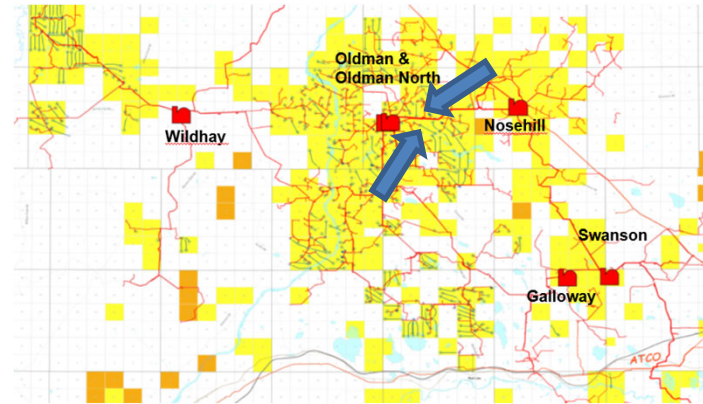 Oldman &
Oldman North
Wildhay
Nosehill
Swanson
Galloway
ATCO